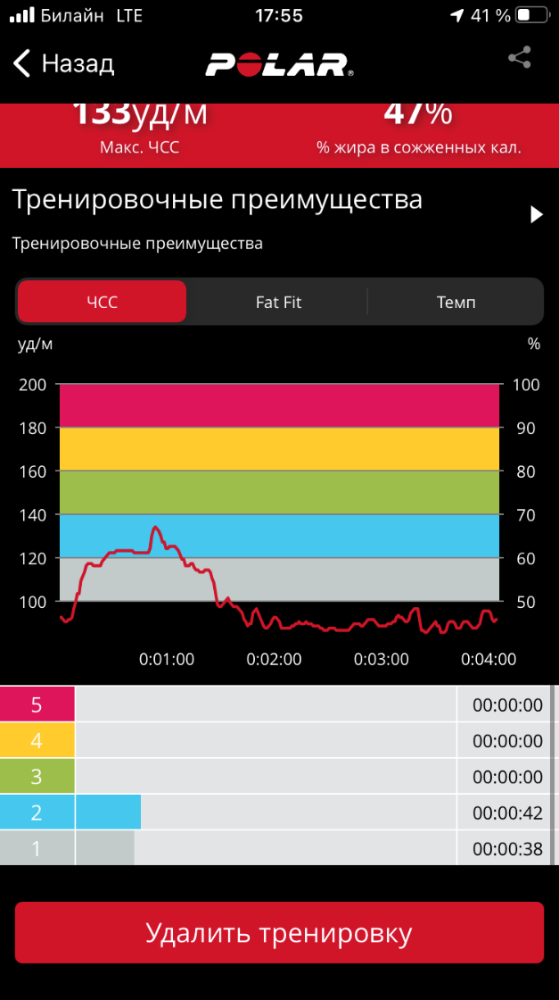 Билайн LTE 17:55 41 %
Назад POLAR®
133уд/м 47%
Макс. ЧСС % жира в сожженных кал.
Тренировочные преимущества
Тренировочные преимущества
ЧСС Fat Fit Темп
уд/м %
200 100
180 90
160 80
140 70
120 60
100 50
0:01:00 0:02:00 0:03:00 0:04:00
5 00:00:00
4 00:00:00
3 00:00:00
2 00:00:42
1 00:00:38
Удалить тренировку